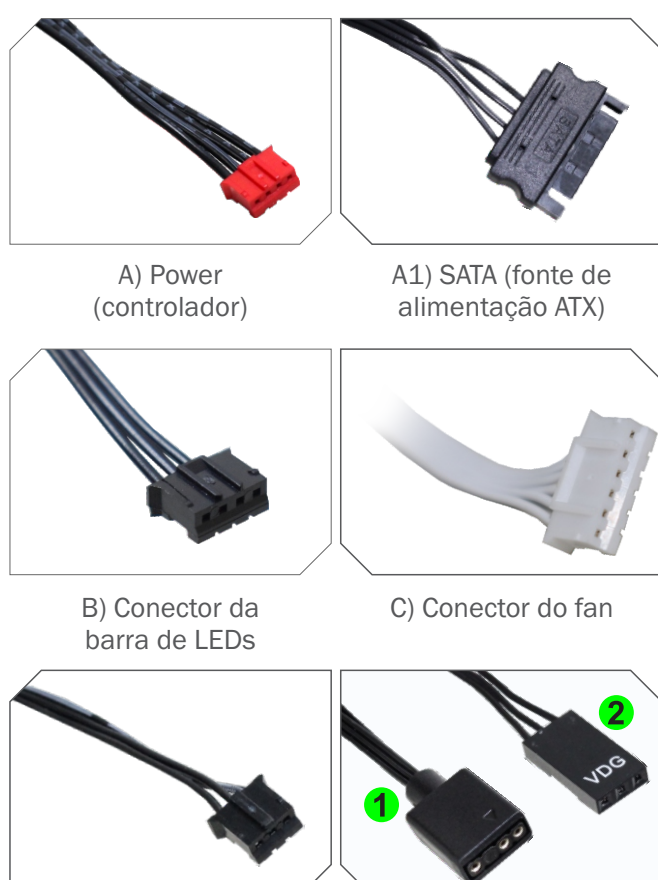 SATA
A) Power
(controlador)
A1) SATA (fonte de
alimentação ATX)
B) Conector da
barra de LEDs
C) Conector do fan
1
2
VDG